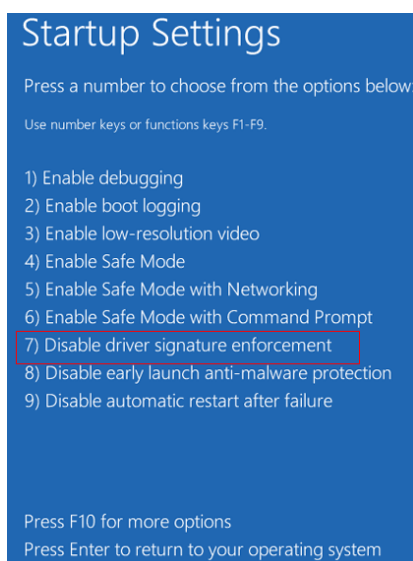 Startup Settings
Press a number to choose from the options below:
Use number keys or functions keys F1-F9.
1) Enable debugging
2) Enable boot logging
3) Enable low-resolution video
4) Enable Safe Mode
5) Enable Safe Mode with Networking
6) Enable Safe Mode with Command Prompt
7) Disable driver signature enforcement
8) Disable early launch anti-malware protection
9) Disable automatic restart after failure
Press F10 for more options
Press Enter to return to your operating system